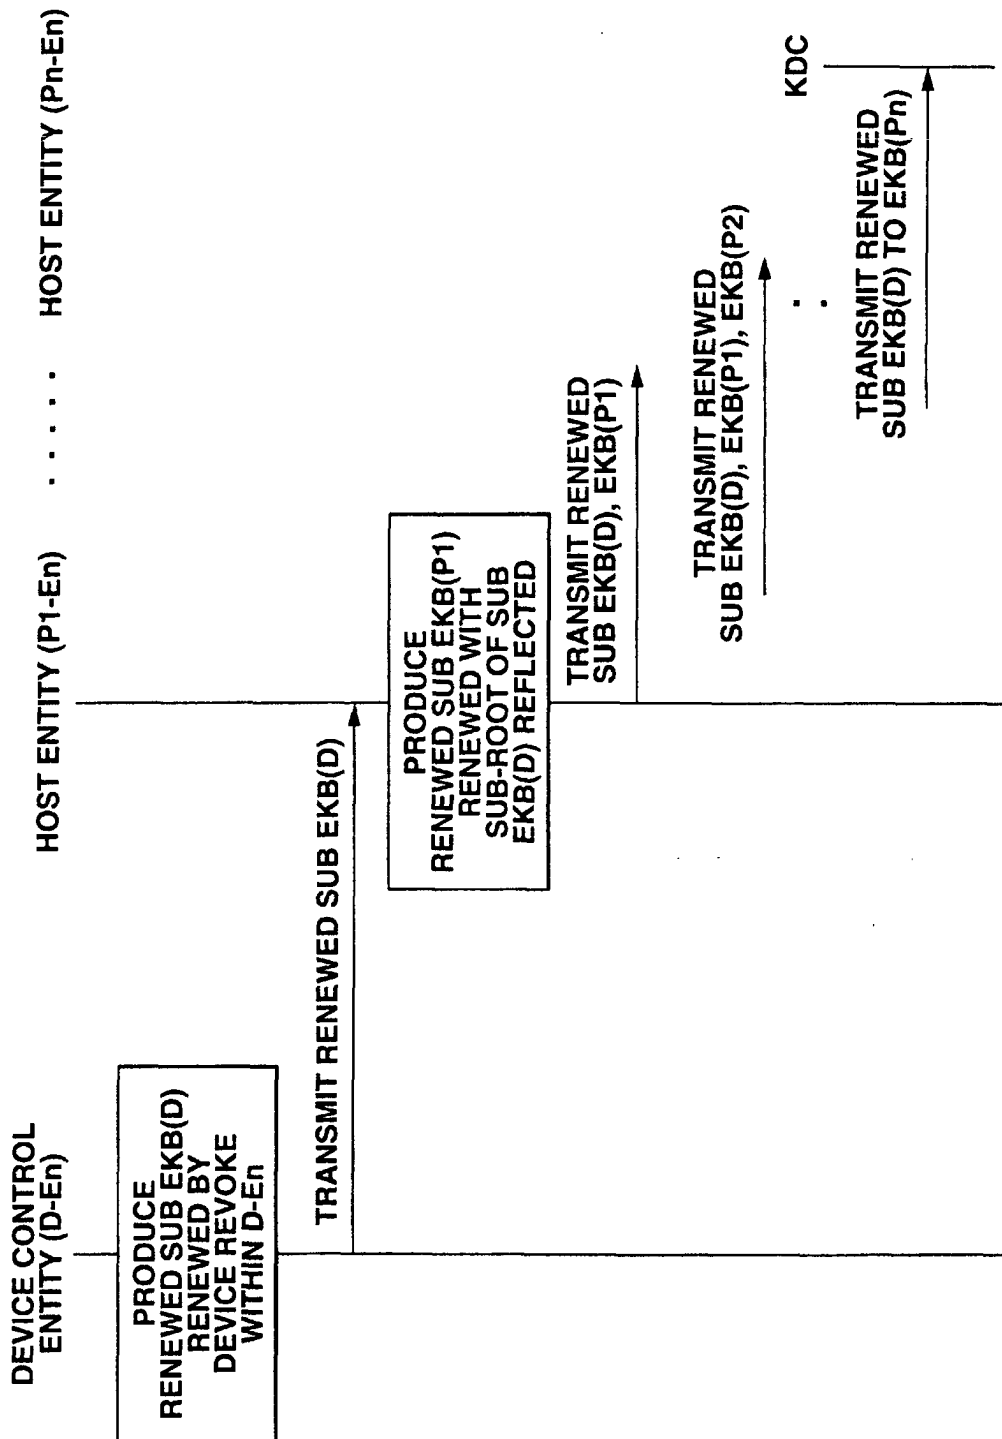 DEVICE CONTROL
ENTITY (D-En)
HOST ENTITY (P1-En)
. . . . .
HOST ENTITY (Pn-En)
PRODUCE
RENEWED SUB EKB(D)
RENEWED BY
DEVICE REVOKE
WITHIN D-En
TRANSMIT RENEWED SUB EKB(D)
PRODUCE
RENEWED SUB EKB(P1)
RENEWED WITH
SUB-ROOT OF SUB
EKB(D) REFLECTED
TRANSMIT RENEWED
SUB EKB(D), EKB(P1)
TRANSMIT RENEWED
SUB EKB(D), EKB(P1), EKB(P2)
KDC
TRANSMIT RENEWED
SUB EKB(D) TO EKB(Pn)